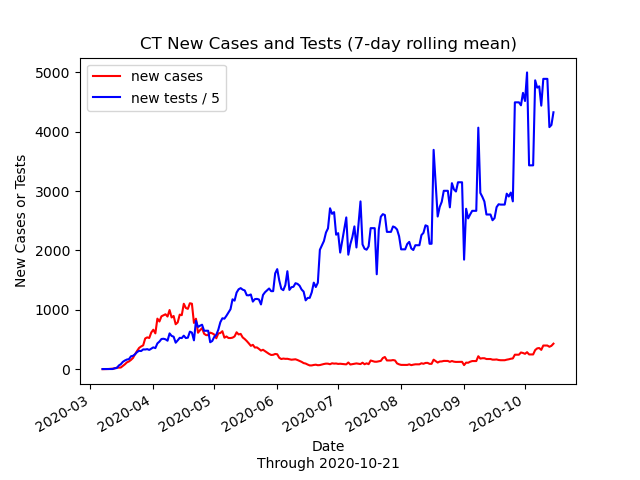 CT New Cases and Tests (7-day rolling mean)
new cases
new tests / 5
5000
4000
3000
2000
1000
0
New Cases or Tests
2020-03
2020-04
2020-05
2020-06
2020-07
2020-08
2020-09
2020-10
Date
Through 2020-10-21